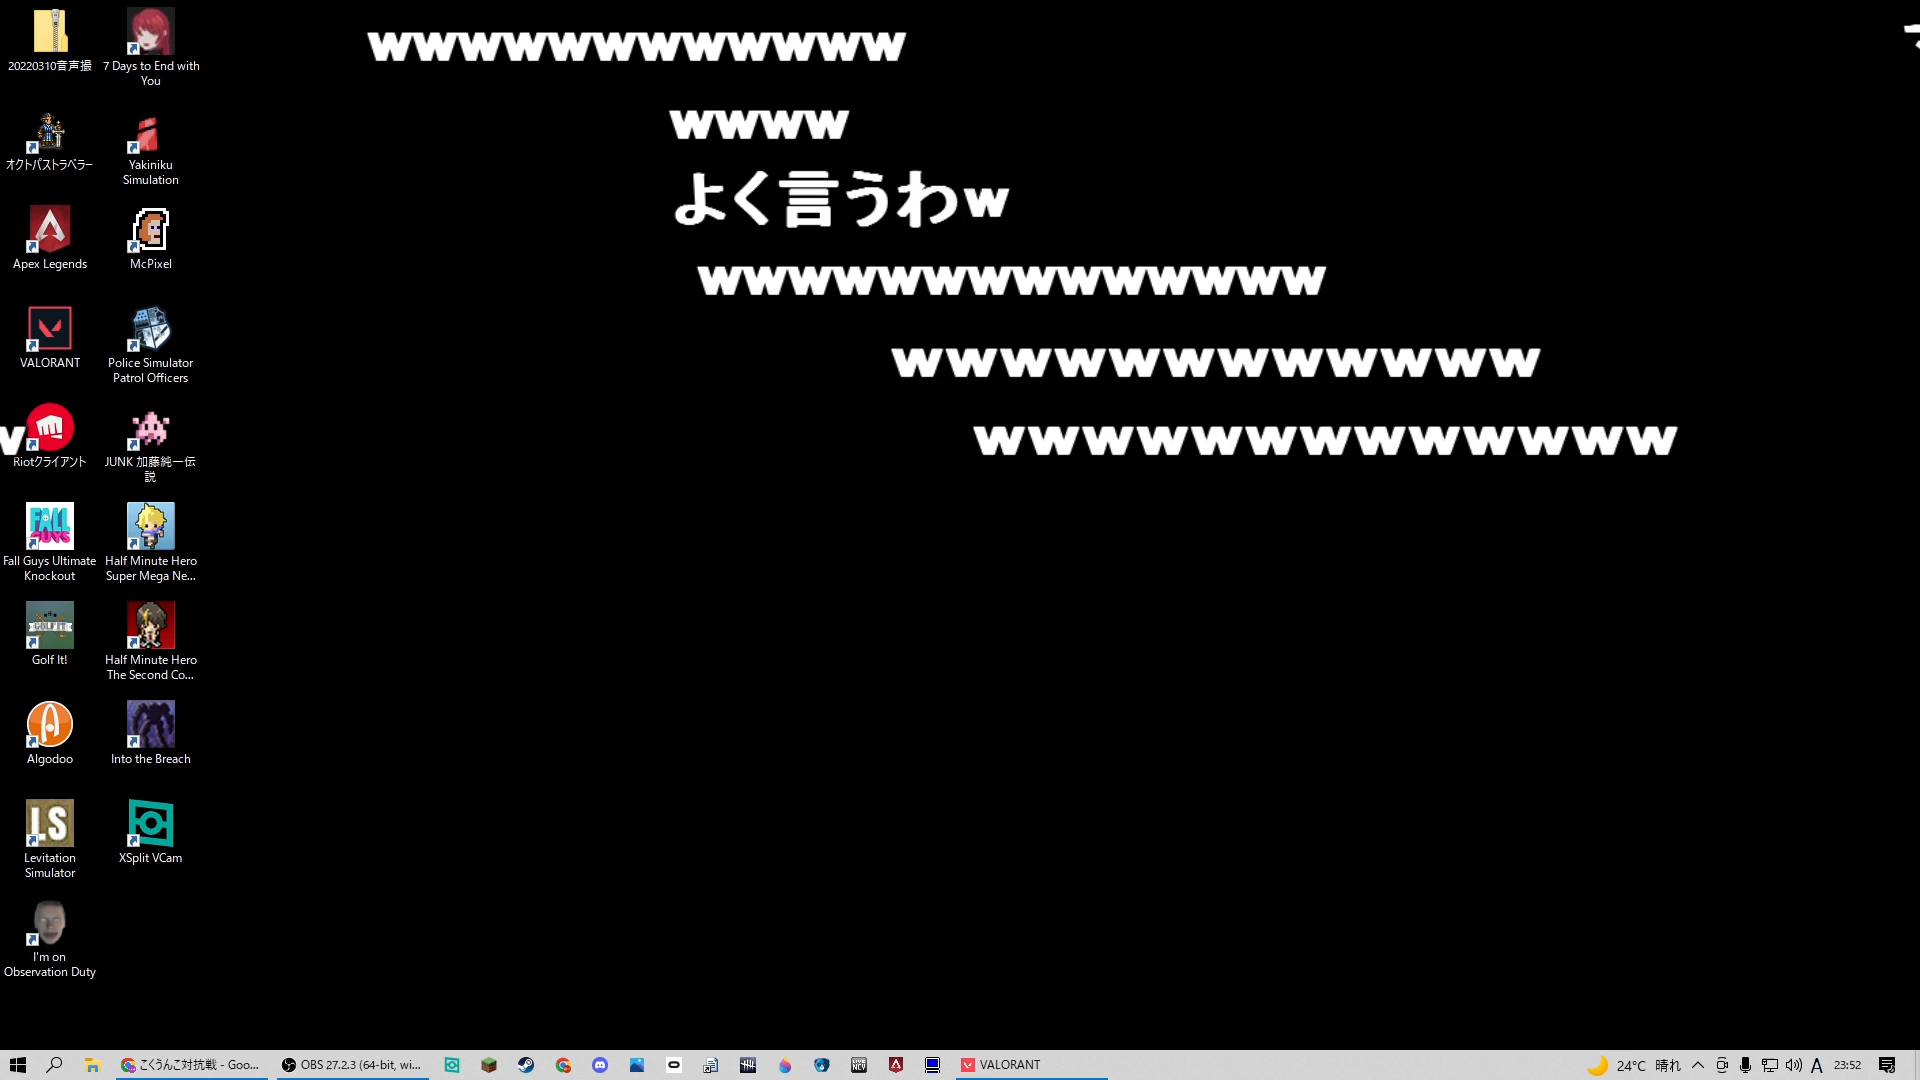 20220310音声撮
7 Days to End with
You
オクトパストラベラー
Yakiniku
Simulation
Apex Legends
McPixel
VALORANT
Police Simulator
Patrol Officers
Riotクライアント
JUNK 加藤純一伝
説
Fall Guys Ultimate
Knockout
Half Minute Hero
Super Mega Ne...
Golf It!
Half Minute Hero
The Second Co...
Algodoo
Into the Breach
Levitation
Simulator
XSplit VCam
I'm on
Observation Duty
wwwwwwwwwwww
wwww
よく言うわw
wwwwwwwwwwwwww
wwwwwwwwwwww
wwwwwwwwwwwww
w
こくうんこ対抗戦 - Goo...
OBS 27.2.3 (64-bit, wi...
VALORANT
24°C 晴れ
A
23:52